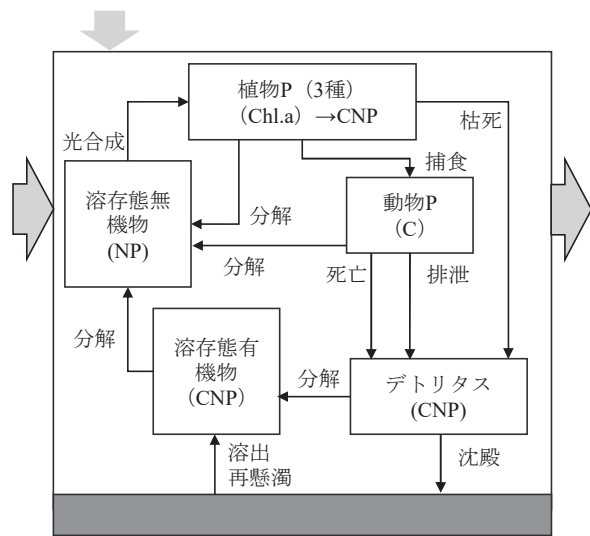 植物P（3種）
（Chl.a）→CNP
光合成
枯死
捕食
溶存態無
機物
(NP)
分解
動物P
（C）
分解
死亡
排泄
分解
溶存態有
機物
（CNP）
分解
デトリタス
(CNP)
溶出
再懸濁
沈殿